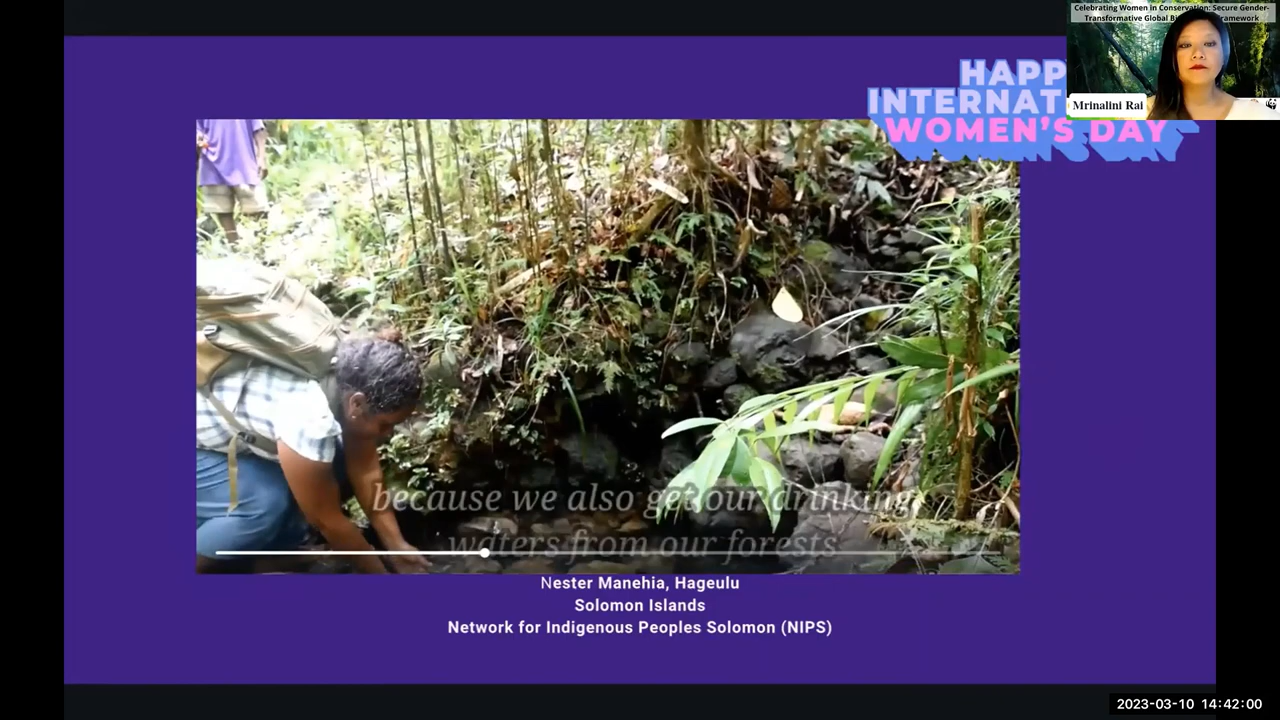 Celebrating Women in Conservation: Secure Gender-
Transformative Global
HAPP
INTERNAT
WOMEN'S DAY
Mrinalini Rai
because we also get our drinking
waters from our forests
Nester Manehia, Hageulu
Solomon Islands
Network for Indigenous Peoples Solomon (NIPS)
2023-03-10 14:42:00